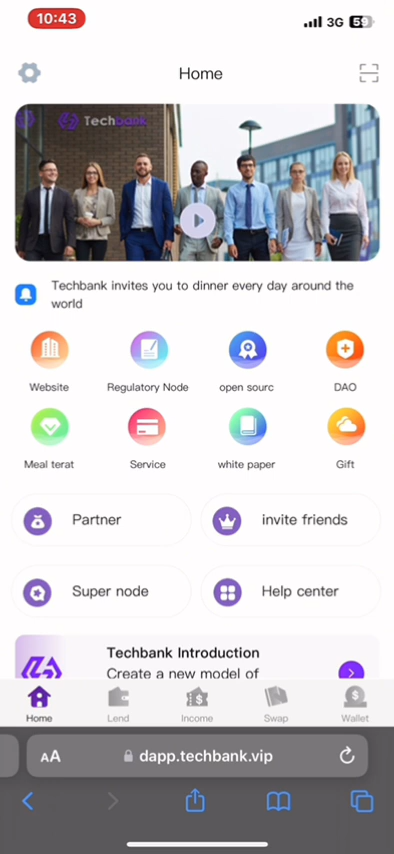 10:43
3G
59
Home
Techbank
Techbank invites you to dinner every day around the
world
Website
Regulatory Node
open sourc
DAO
Meal terat
Service
white paper
Gift
Partner
invite friends
Super node
Help center
Techbank Introduction
Create a new model of
Home
Lend
Income
Swap
Wallet
AA
dapp.techbank.vip